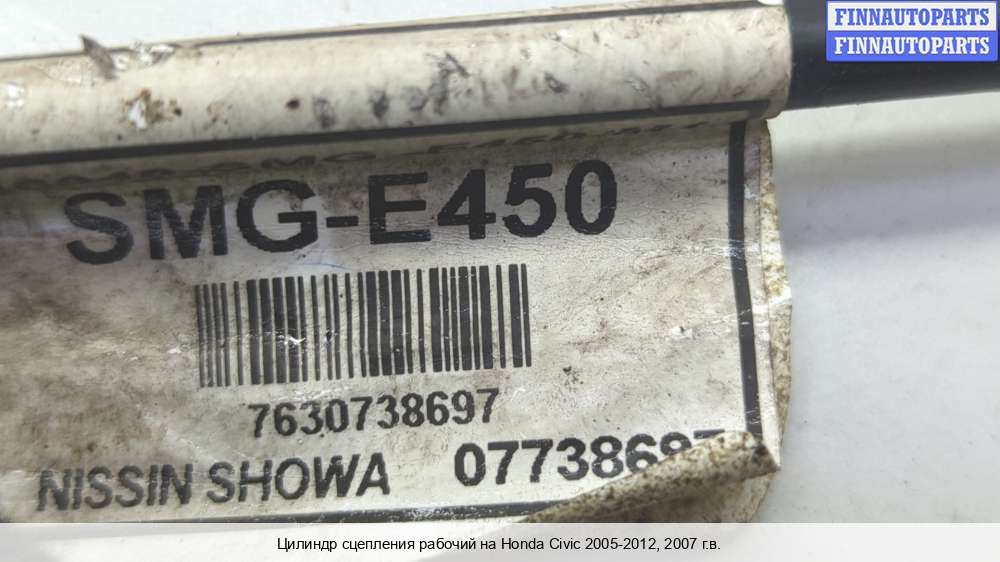 FINNAUTOPARTS
FINNAUTOPARTS
SMG-E450
7630738697
NISSIN SHOWA
Цилиндр сцепления рабочий на Honda Civic 2005-2012, 2007 г.в.